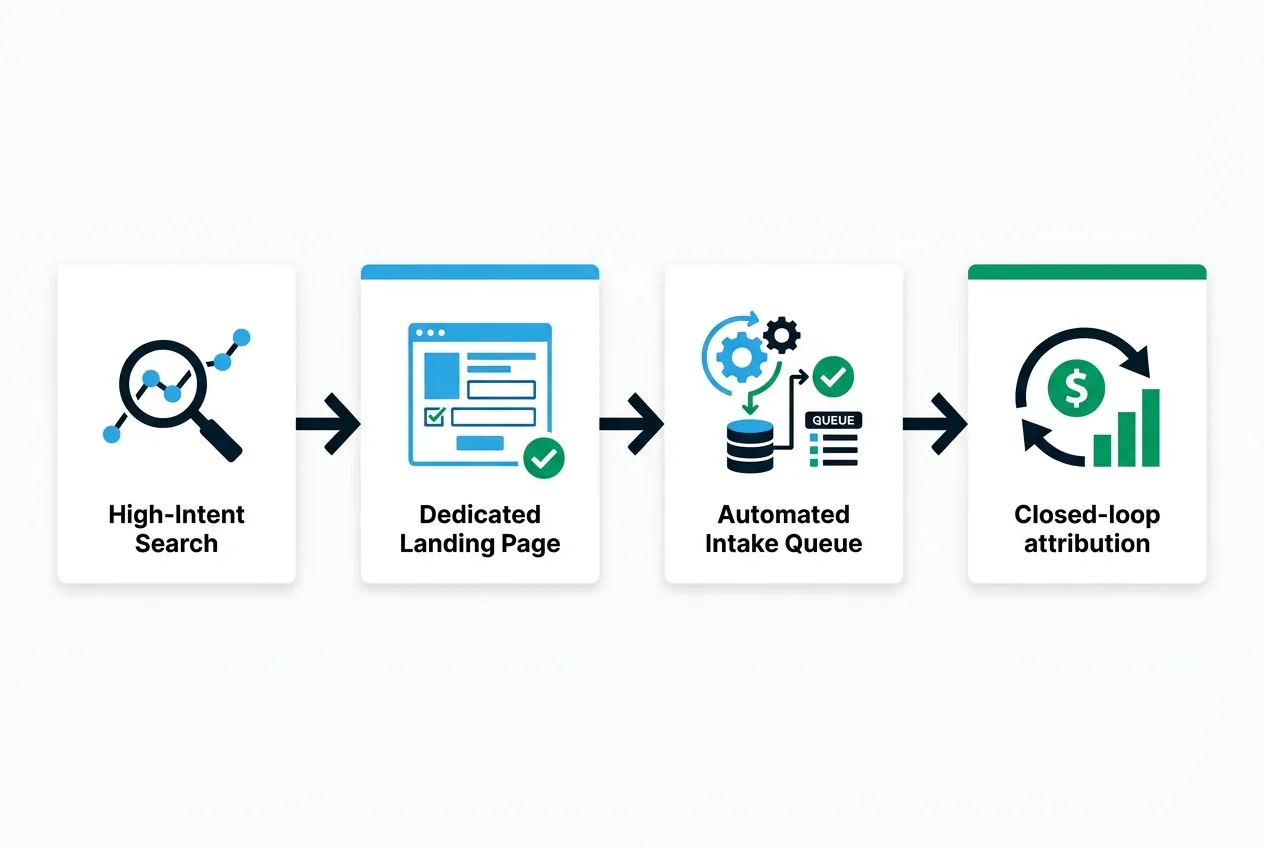 High-Intent
Search
Dedicated
Landing Page
QUEUE
Automated
Intake Queue
$
Closed-loop
attribution